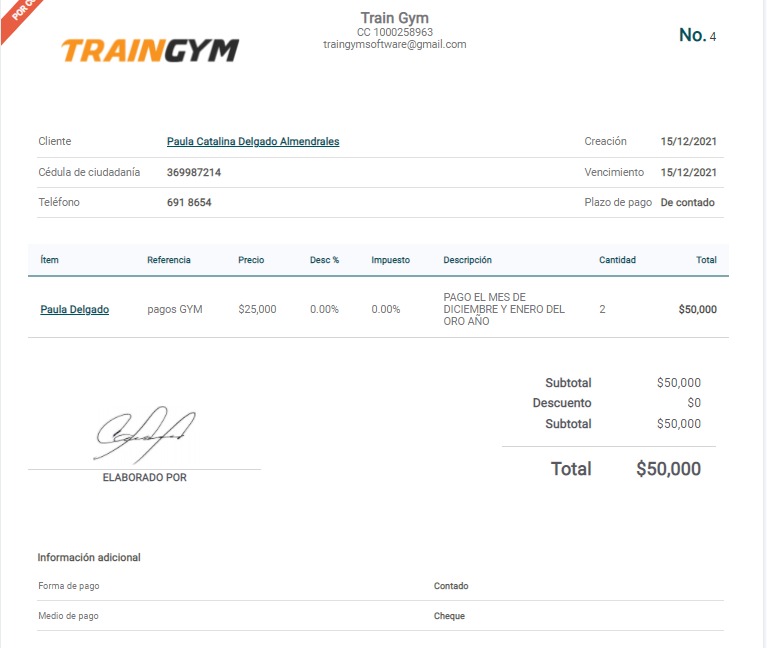 POR CO
TRAINGYM
Train Gym
CC 1000258963
traingymsoftware@gmail.com
No. 4
Cliente Paula Catalina Delgado Almendrales Creación 15/12/2021
Cédula de ciudadanía 369987214 Vencimiento 15/12/2021
Teléfono 691 8654 Plazo de pago De contado
Ítem Referencia Precio Desc % Impuesto Descripción Cantidad Total
Paula Delgado pagos GYM $25,000 0.00% 0.00% PAGO EL MES DE
DICIEMBRE Y ENERO DEL
ORO AÑO 2 $50,000
Subtotal $50,000
Descuento $0
Subtotal $50,000
Total $50,000
ELABORADO POR
Información adicional
Forma de pago Contado
Medio de pago Cheque